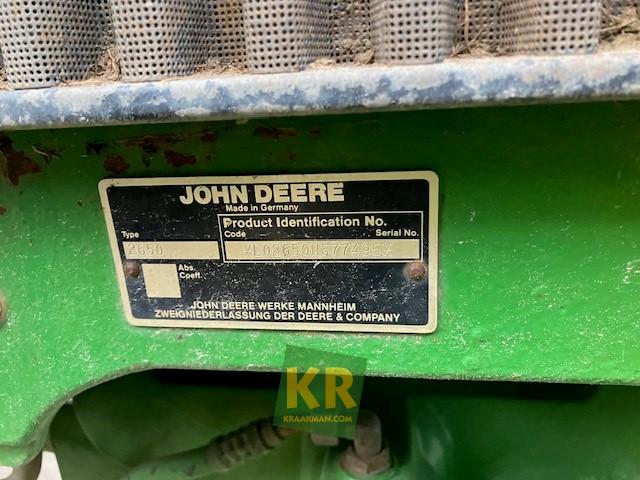 JOHN DEERE
Made in Germany
Product Identification No.
Type Code Serial No.
2650
Abs.
Coeff.
JOHN DEERE WERKE MANNHEIM
ZWEIGNIEDERLASSUNG DER DEERE & COMPANY
KR
KRAAKMAN.COM